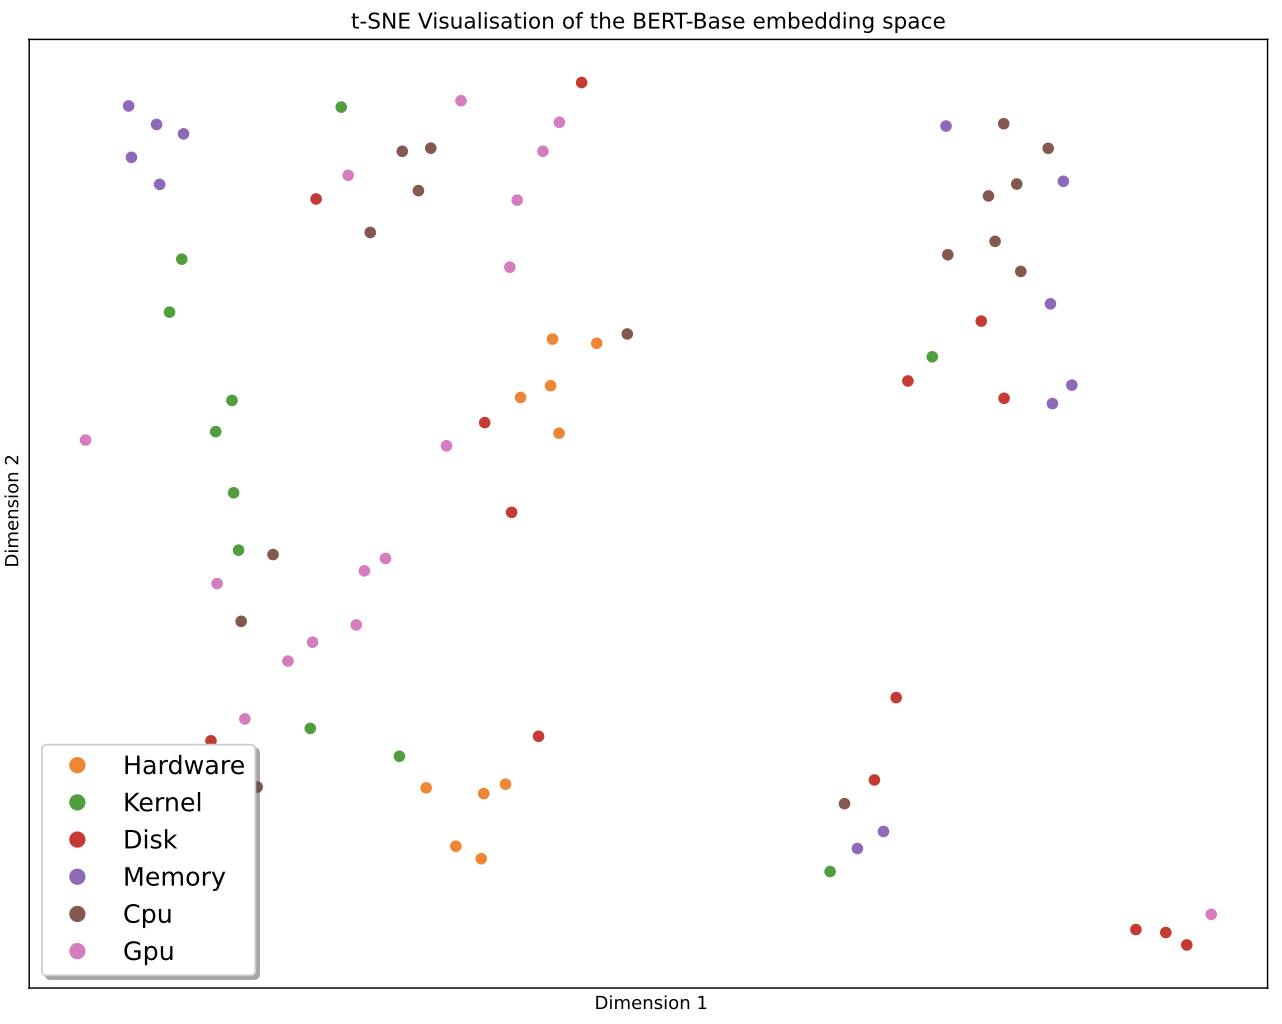 t-SNE Visualisation of the BERT-Base embedding space
Dimension 2
Hardware
Kernel
Disk
Memory
Cpu
Gpu
Dimension 1